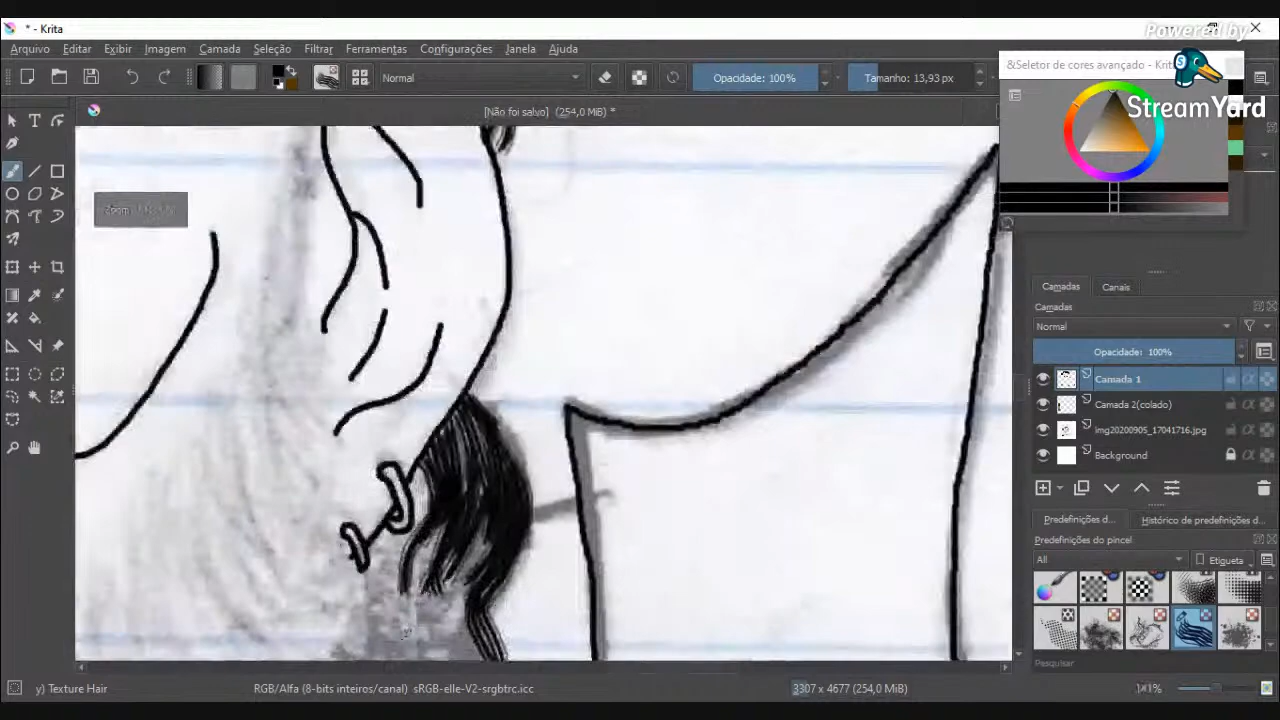 * - Krita
Powered by
Arquivo Editar Exibir Imagem Camada Seleção Filtrar Ferramentas Configurações Janela Ajuda
Normal
Opacidade: 100%
Tamanho: 13,93 px
&Seletor de cores avançado - Krit
StreamYard
[Não foi salvo] (254,0 MiB) *
Zoom
Camadas Canais
Camadas
Normal
Opacidade: 100%
Camada 1
Camada 2(colado)
img20200905_17041716.jpg
Background
Predefinições d... Histórico de predefinições d...
Predefinições do pincel
All
Etiqueta
Pesquisar
y) Texture Hair
RGB/Alfa (8-bits inteiros/canal) sRGB-elle-V2-srgbtrc.icc
3307 x 4677 (254,0 MiB)